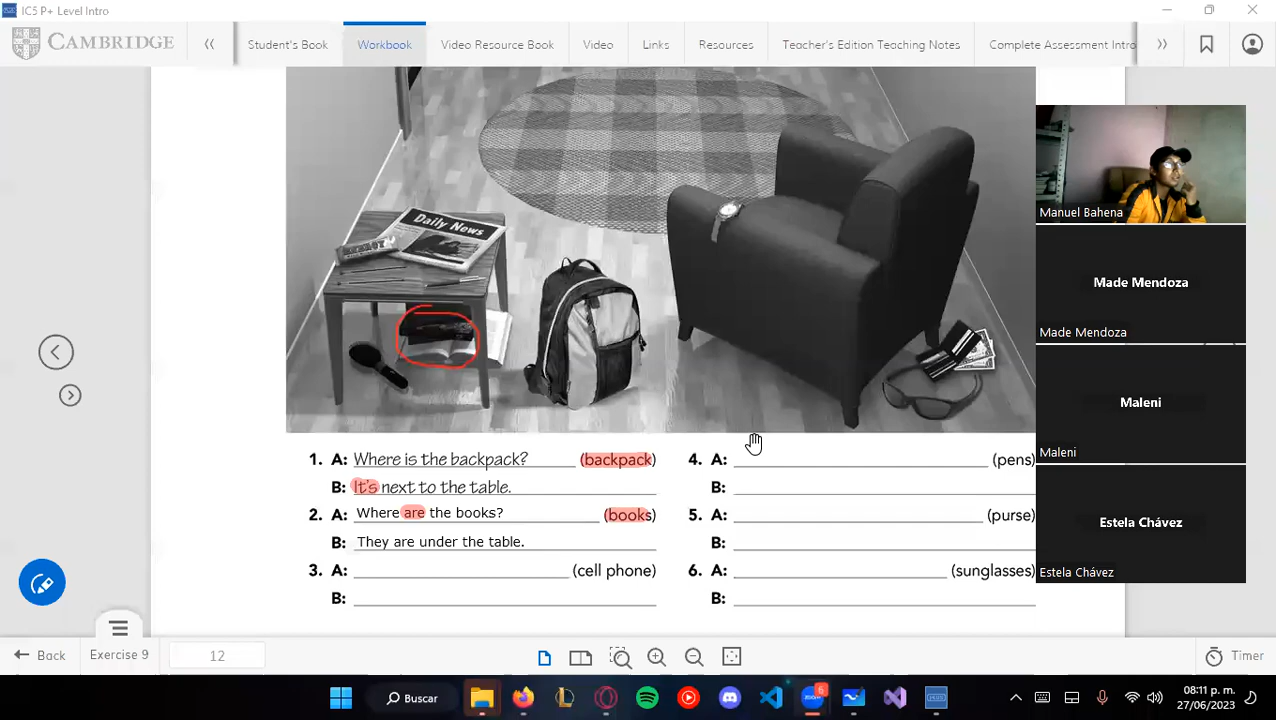 IC5 P+ Level Intro
CAMBRIDGE
Student's Book
Workbook
Video Resource Book
Video
Links
Resources
Teacher's Edition Teaching Notes
Complete Assessment Intro
Daily News
ENERGY
Manuel Bahena
Made Mendoza
Made Mendoza
Maleni
Maleni
Estela Chávez
Estela Chávez
1. A: Where is the backpack? (backpack)
B: It's next to the table.
2. A: Where are the books? (books)
B: They are under the table.
3. A: (cell phone)
B:
4. A: (pens)
B:
5. A: (purse)
B:
6. A: (sunglasses)
B:
Back
Exercise 9
12
Timer
Buscar
6
08:11 p. m.
27/06/2023